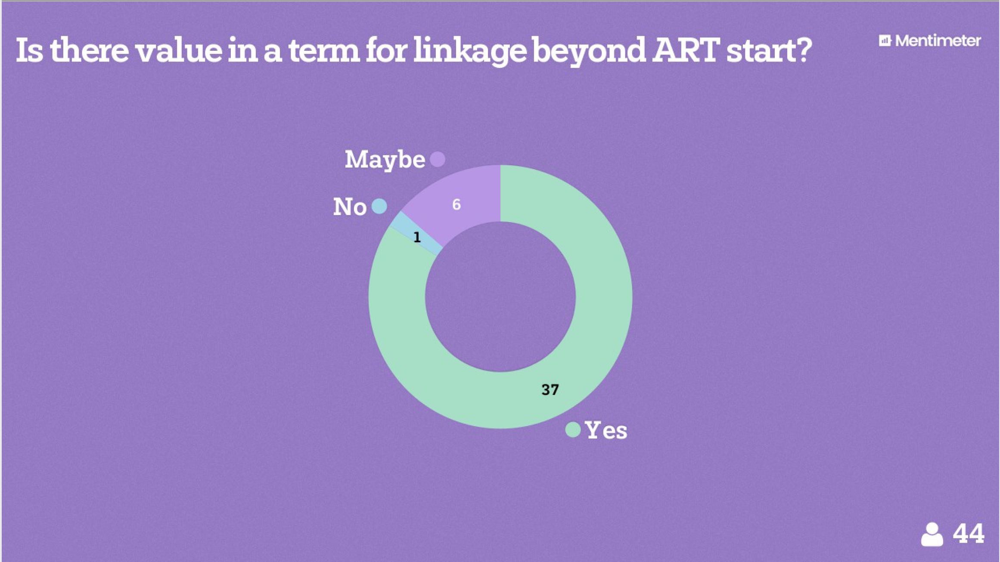 Is there value in a term for linkage beyond ART start?
Mentimeter
Maybe
6
No
1
37
Yes
44